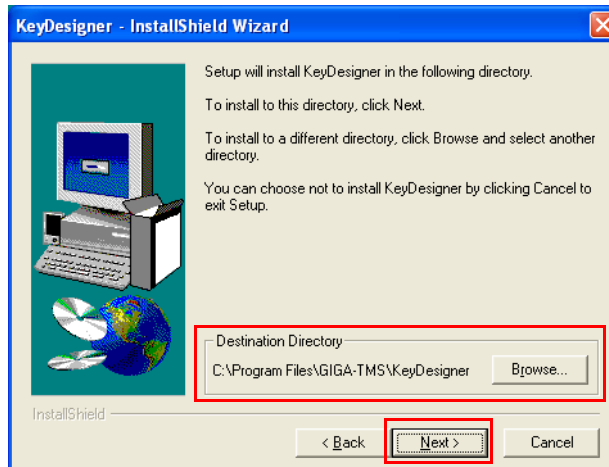 KeyDesigner - InstallShield Wizard
Setup will install KeyDesigner in the following directory.
To install to this directory, click Next.
To install to a different directory, click Browse and select another
directory.
You can choose not to install KeyDesigner by clicking Cancel to
exit Setup.
Destination Directory
C:\Program Files\GIGA-TMS\KeyDesigner
Browse...
InstallShield
< Back
Next >
Cancel